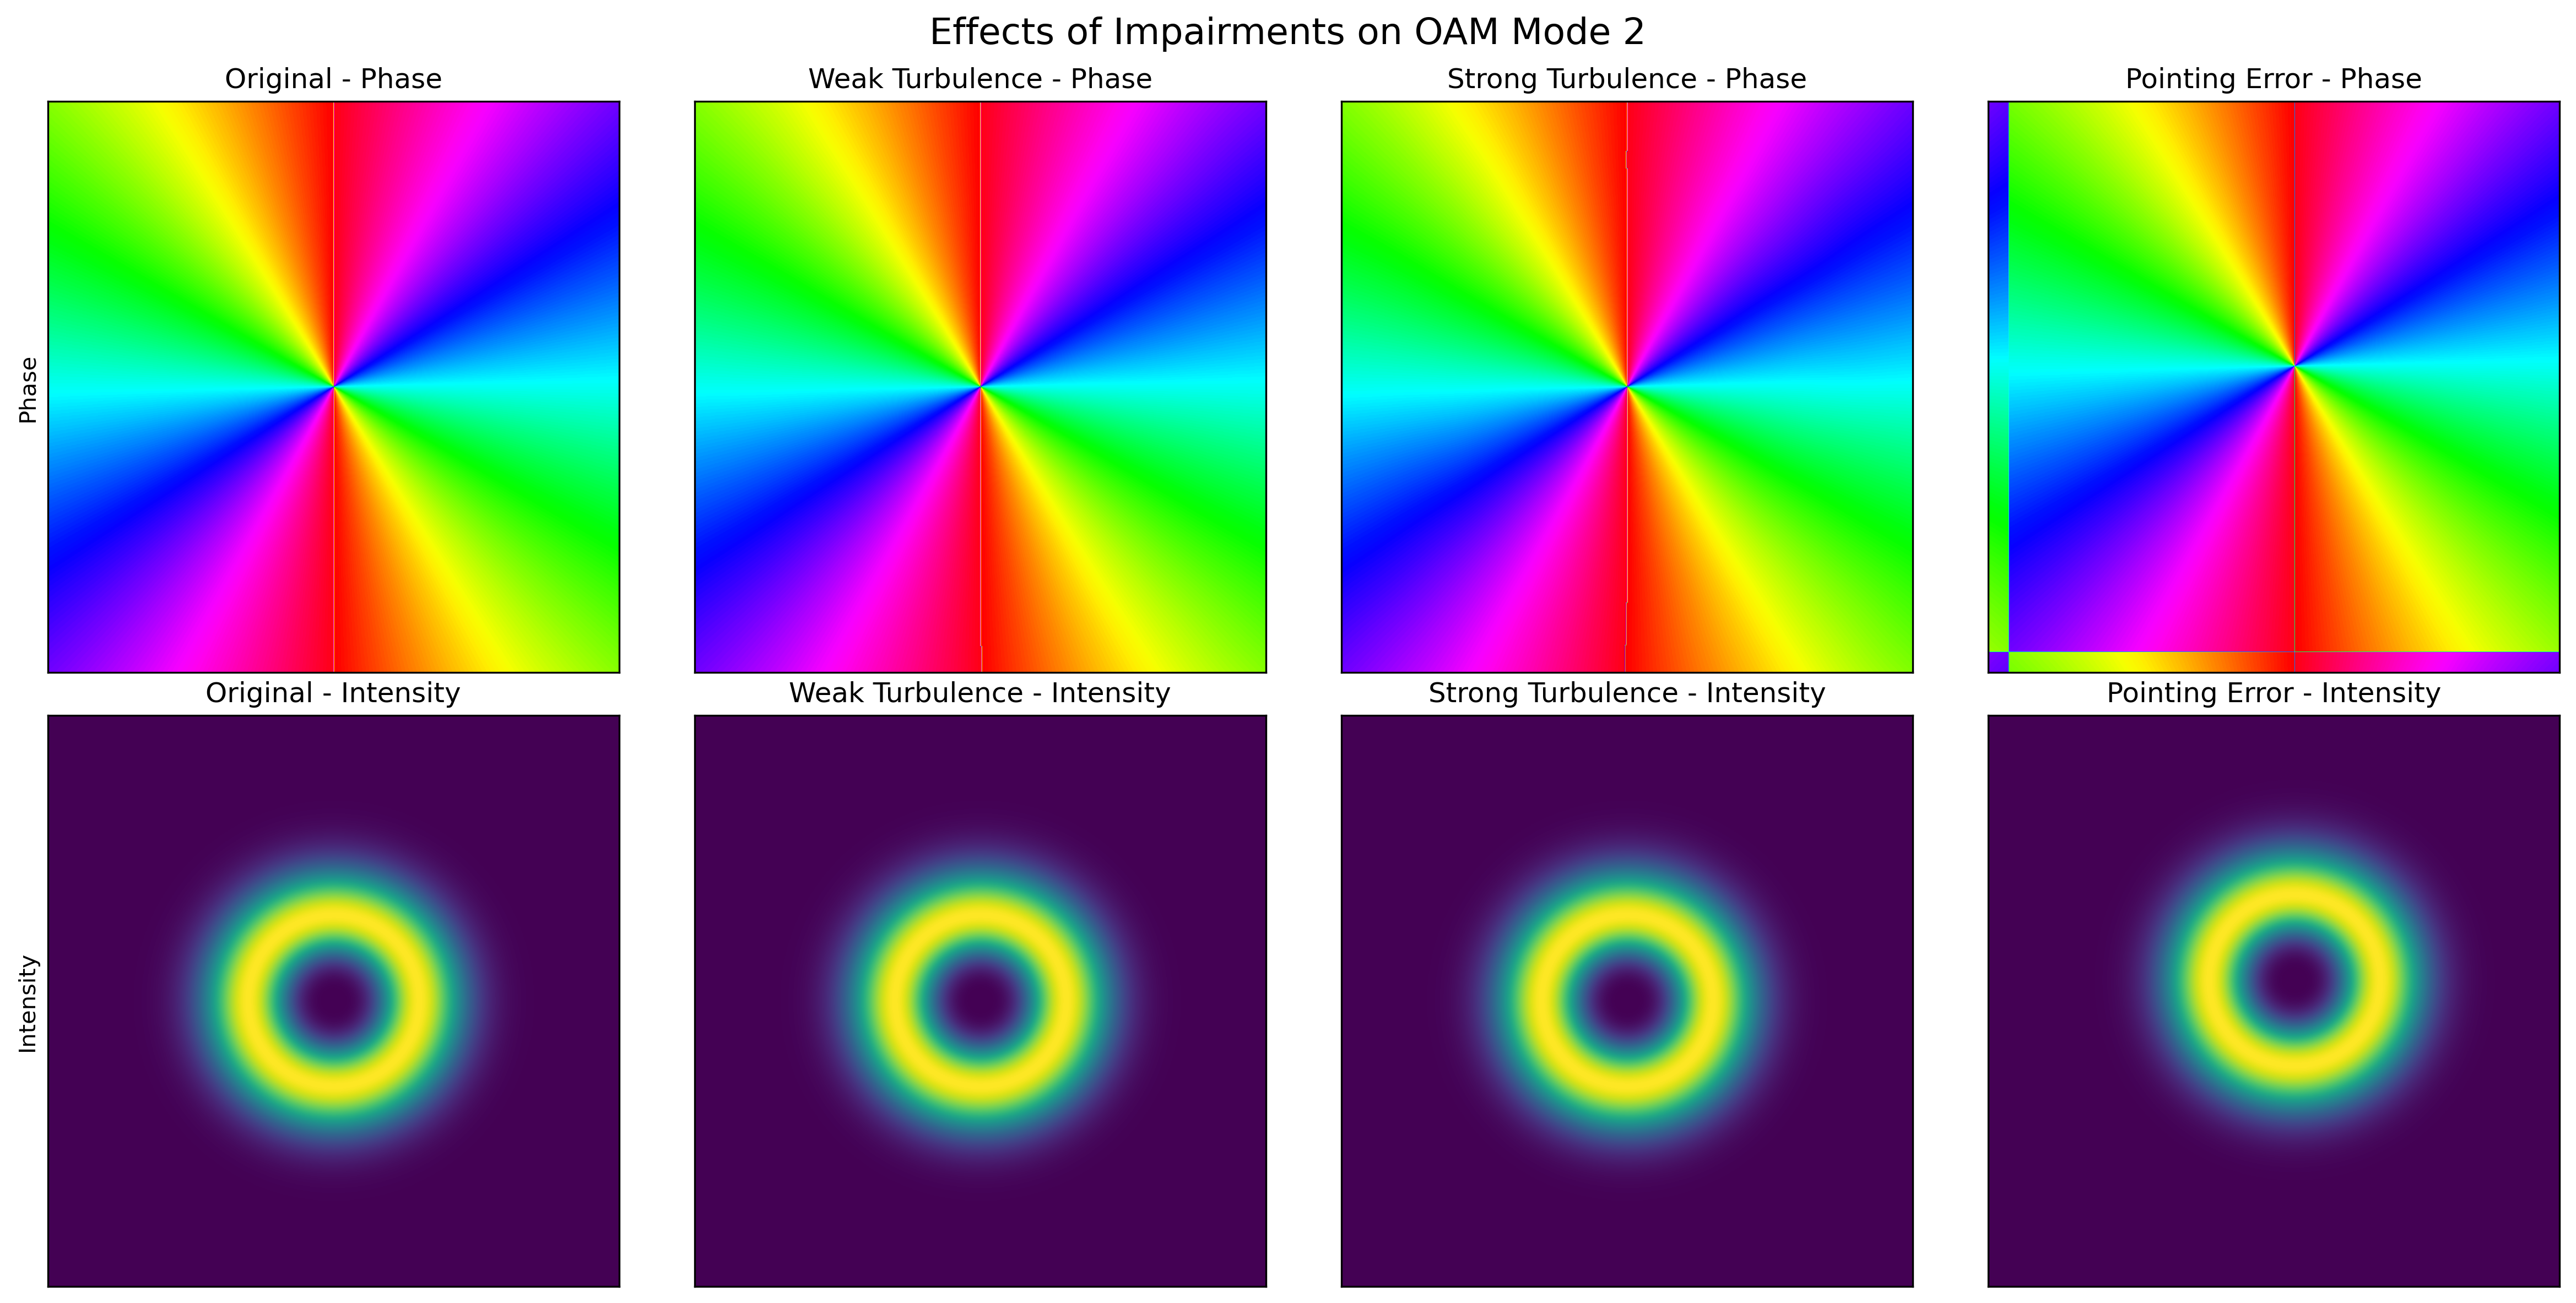 Effects of Impairments on OAM Mode 2
Original - Phase
Weak Turbulence - Phase
Strong Turbulence - Phase
Pointing Error - Phase
Phase
Original - Intensity
Weak Turbulence - Intensity
Strong Turbulence - Intensity
Pointing Error - Intensity
Intensity